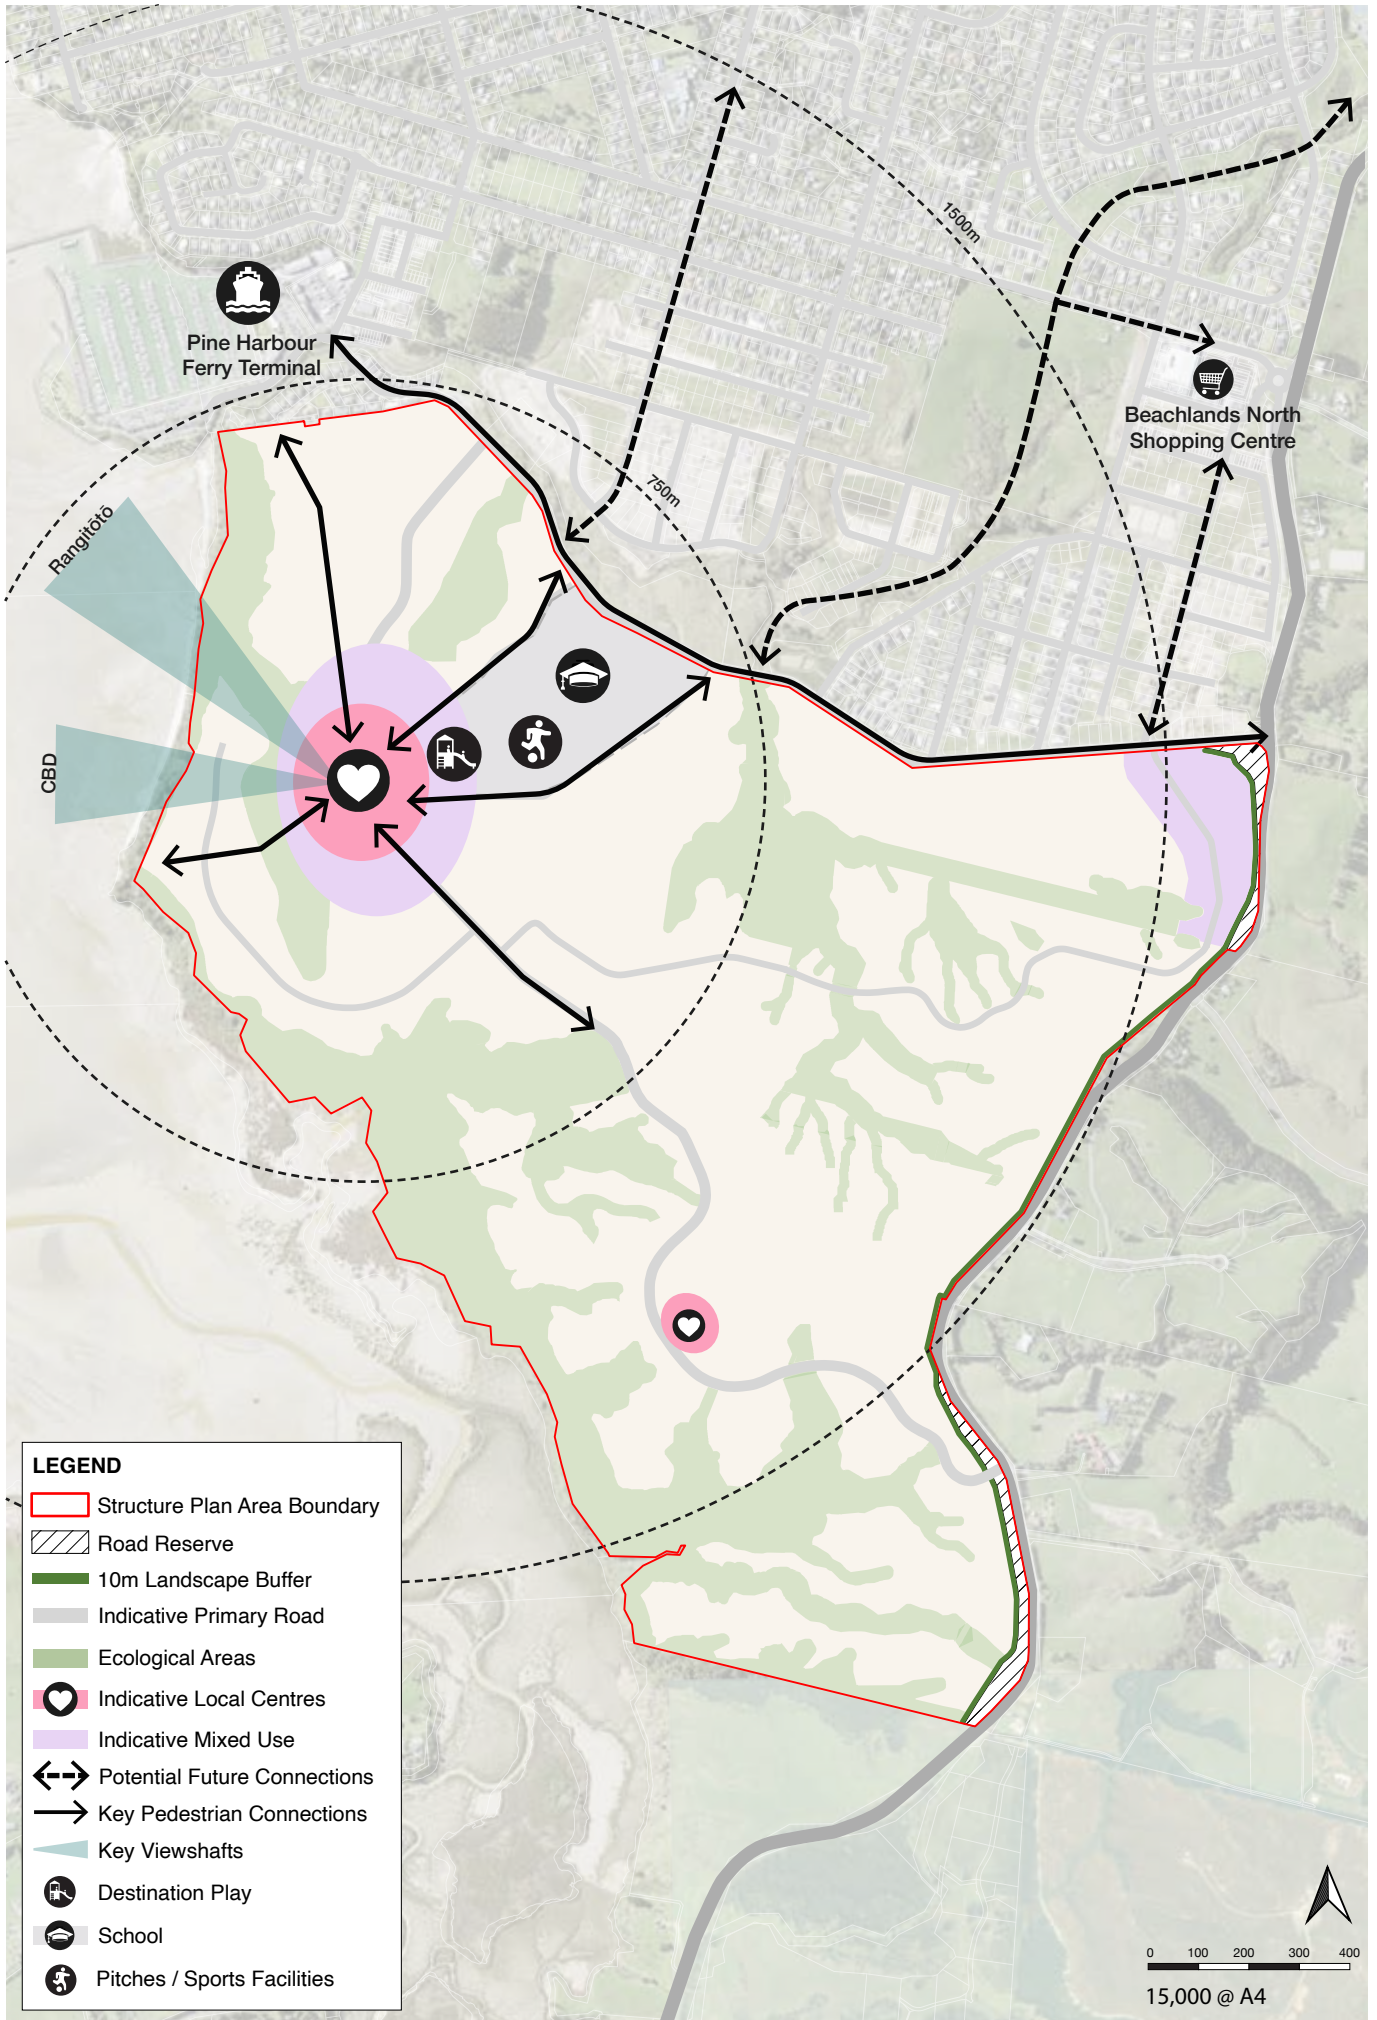 1500m
Pine Harbour
Ferry Terminal
Beachlands North
Shopping Centre
750m
Rangitōtō
CBD
LEGEND
Structure Plan Area Boundary
Road Reserve
10m Landscape Buffer
Indicative Primary Road
Ecological Areas
Indicative Local Centres
Indicative Mixed Use
Potential Future Connections
Key Pedestrian Connections
Key Viewshafts
Destination Play
School
Pitches / Sports Facilities
0 100 200 300 400
15,000 @ A4